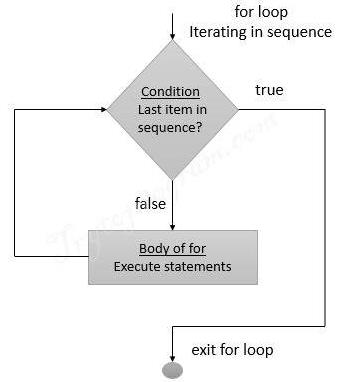 for loop
Iterating in sequence
Condition
Last item in
sequence?
true
false
Body of for
Execute statements
exit for loop